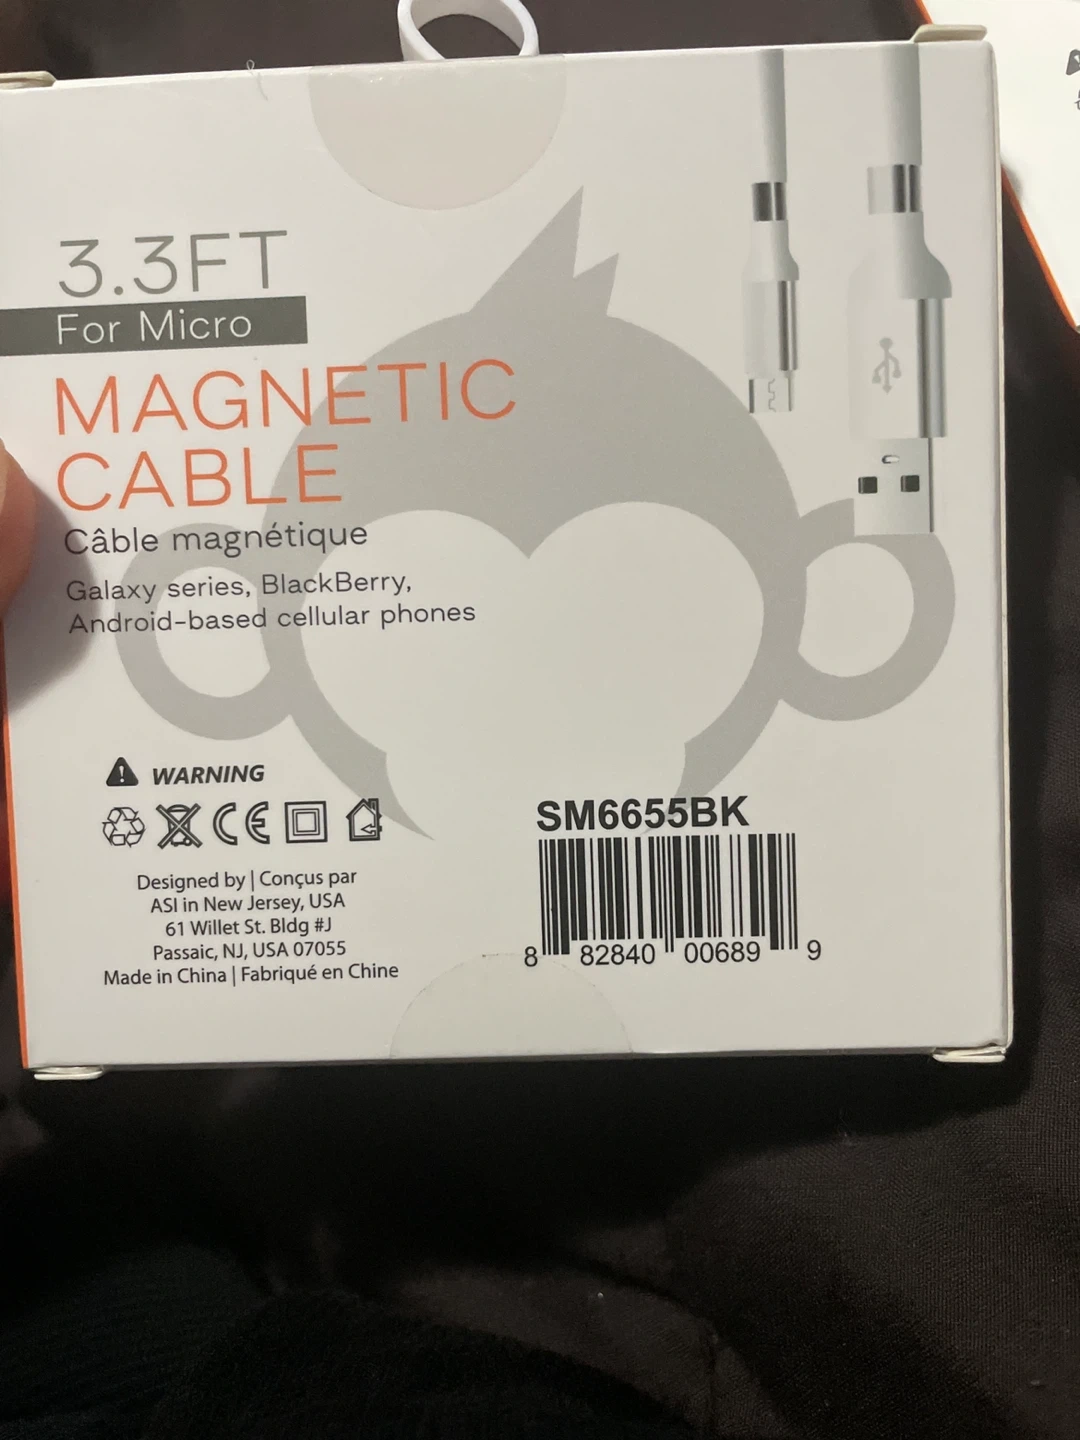 3.3FT
For Micro
MAGNETIC
CABLE
Câble magnétique
Galaxy series, BlackBerry,
Android-based cellular phones
WARNING
CE
Designed by | Conçus par
ASI in New Jersey, USA
61 Willet St. Bldg #J
Passaic, NJ, USA 07055
Made in China | Fabriqué en Chine
SM6655BK
8 82840 00689 9